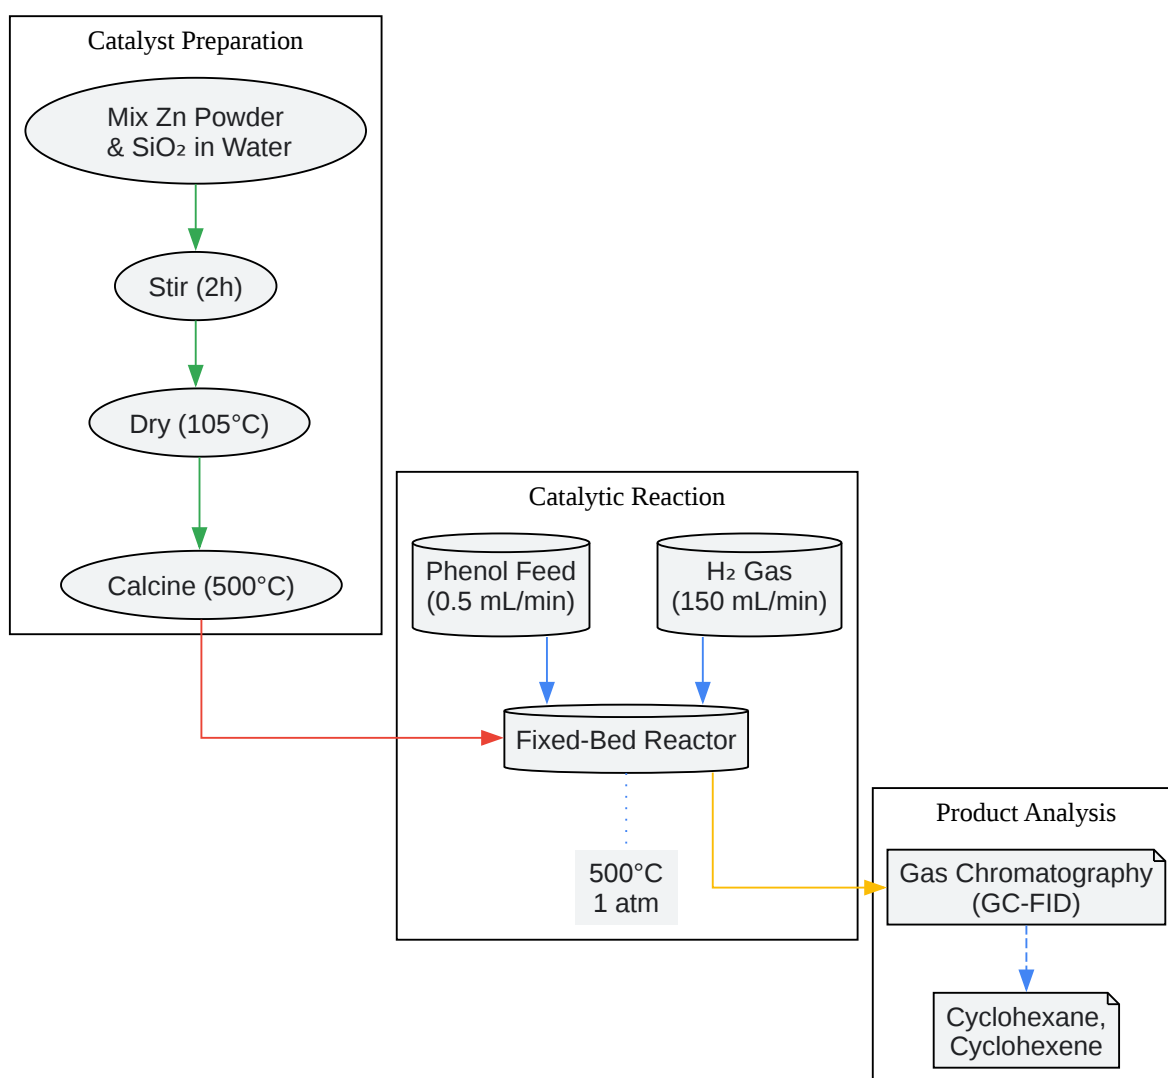 Catalyst Preparation
Mix Zn Powder
& SiO₂ in Water
Stir (2h)
Dry (105°C)
Calcine (500°C)
Catalytic Reaction
Phenol Feed
(0.5 mL/min)
H₂ Gas
(150 mL/min)
Fixed-Bed Reactor
500°C
1 atm
Product Analysis
Gas Chromatography
(GC-FID)
Cyclohexane,
Cyclohexene